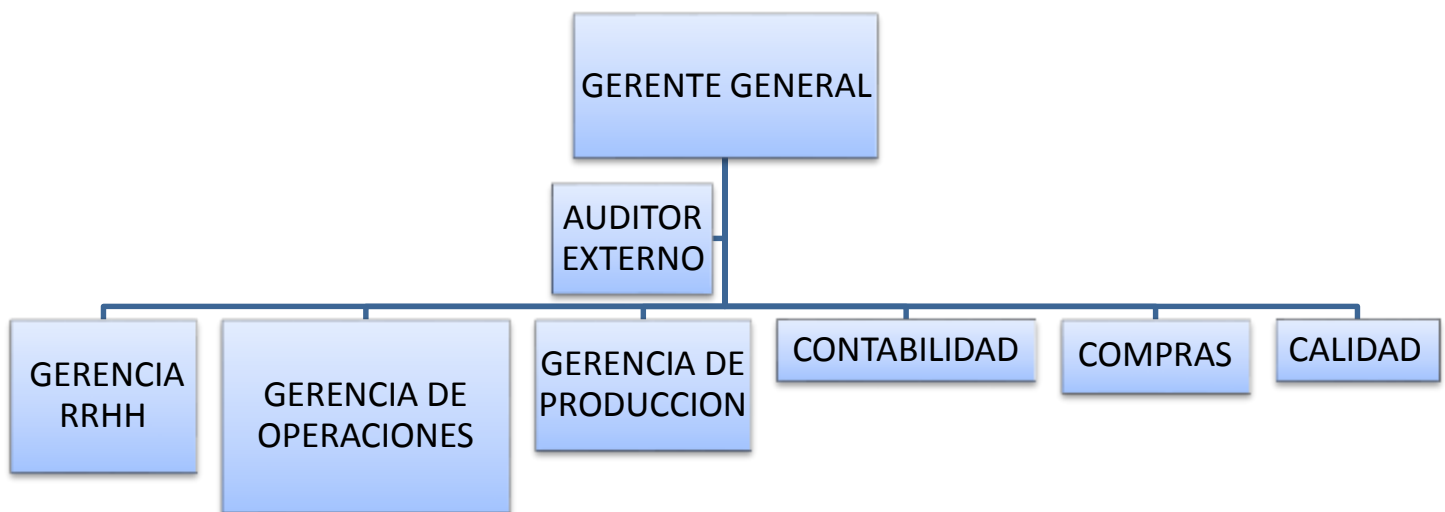 GERENTE GENERAL
AUDITOR
EXTERNO
GERENCIA
RRHH
GERENCIA DE
OPERACIONES
GERENCIA DE
PRODUCCION
CONTABILIDAD
COMPRAS
CALIDAD